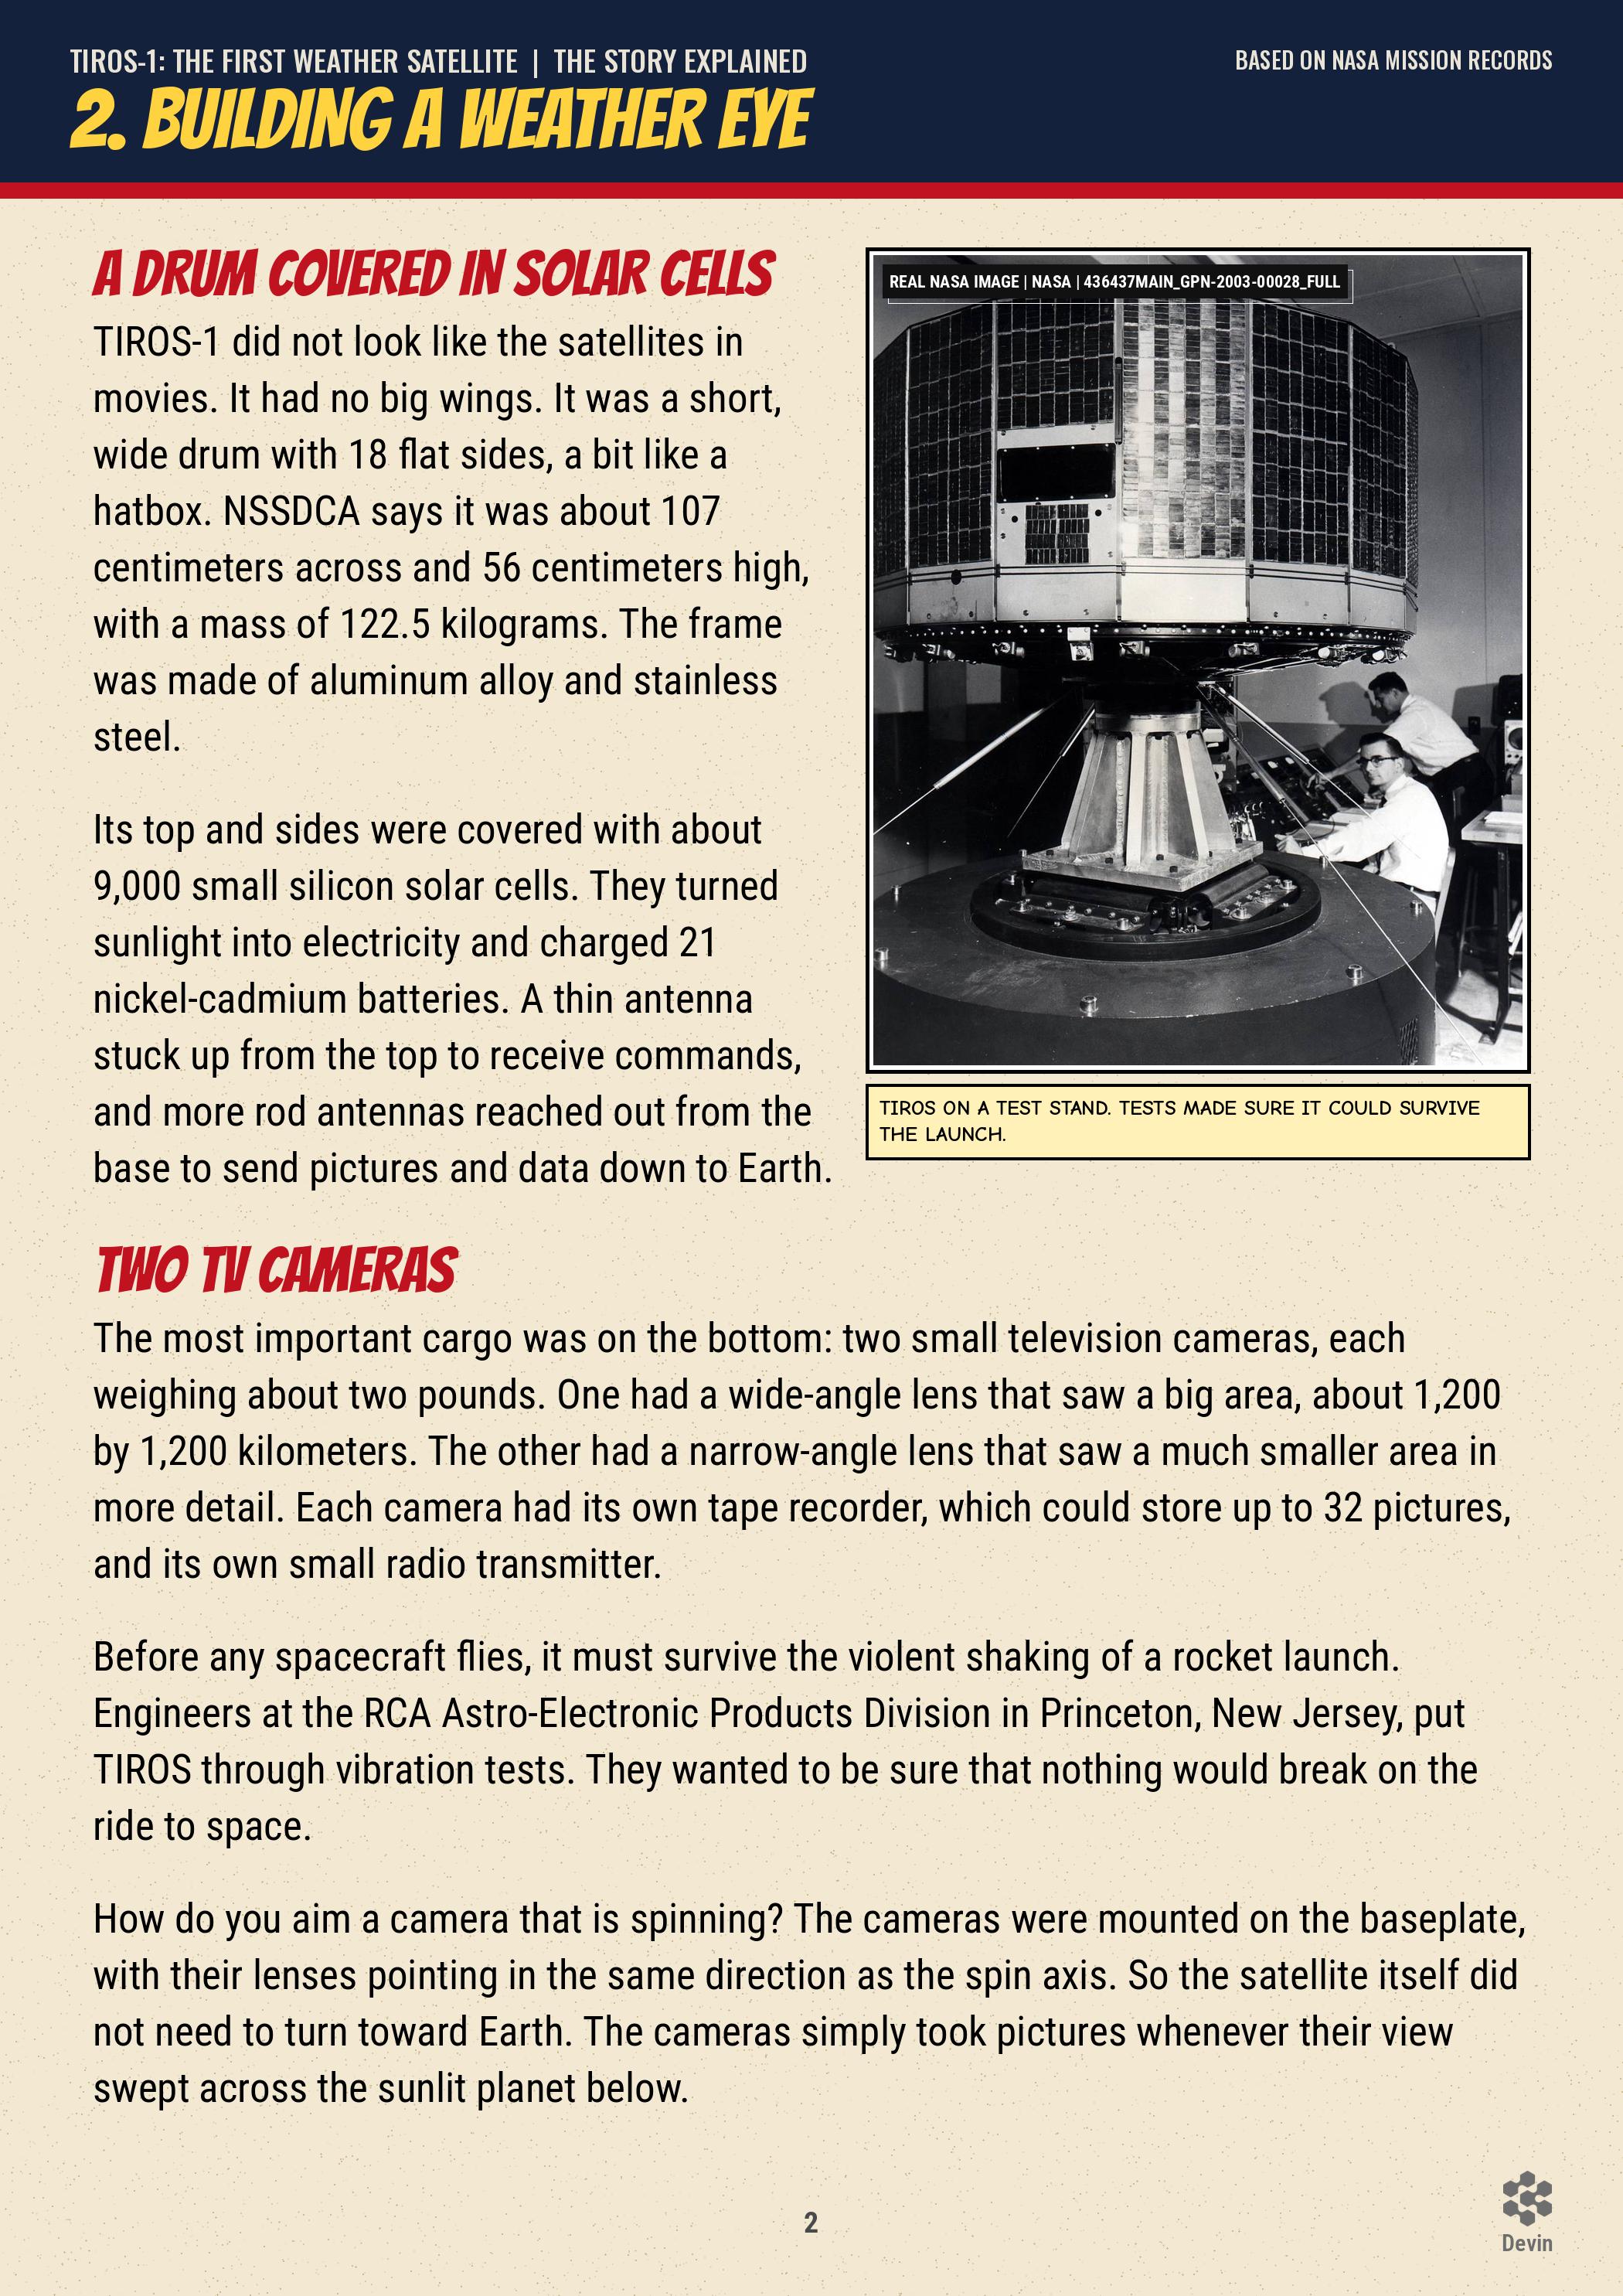 TIROS-1: THE FIRST WEATHER SATELLITE | THE STORY EXPLAINED
BASED ON NASA MISSION RECORDS
2. BUILDING A WEATHER EYE
A DRUM COVERED IN SOLAR CELLS
TIROS-1 did not look like the satellites in
movies. It had no big wings. It was a short,
wide drum with 18 flat sides, a bit like a
hatbox. NSSDCA says it was about 107
centimeters across and 56 centimeters high,
with a mass of 122.5 kilograms. The frame
was made of aluminum alloy and stainless
steel.
Its top and sides were covered with about
9,000 small silicon solar cells. They turned
sunlight into electricity and charged 21
nickel-cadmium batteries. A thin antenna
stuck up from the top to receive commands,
and more rod antennas reached out from the
base to send pictures and data down to Earth.
REAL NASA IMAGE | NASA | 436437MAIN_GPN-2003-00028_FULL
TIROS ON A TEST STAND. TESTS MADE SURE IT COULD SURVIVE
THE LAUNCH.
TWO TV CAMERAS
The most important cargo was on the bottom: two small television cameras, each
weighing about two pounds. One had a wide-angle lens that saw a big area, about 1,200
by 1,200 kilometers. The other had a narrow-angle lens that saw a much smaller area in
more detail. Each camera had its own tape recorder, which could store up to 32 pictures,
and its own small radio transmitter.
Before any spacecraft flies, it must survive the violent shaking of a rocket launch.
Engineers at the RCA Astro-Electronic Products Division in Princeton, New Jersey, put
TIROS through vibration tests. They wanted to be sure that nothing would break on the
ride to space.
How do you aim a camera that is spinning? The cameras were mounted on the baseplate,
with their lenses pointing in the same direction as the spin axis. So the satellite itself did
not need to turn toward Earth. The cameras simply took pictures whenever their view
swept across the sunlit planet below.
2
Devin